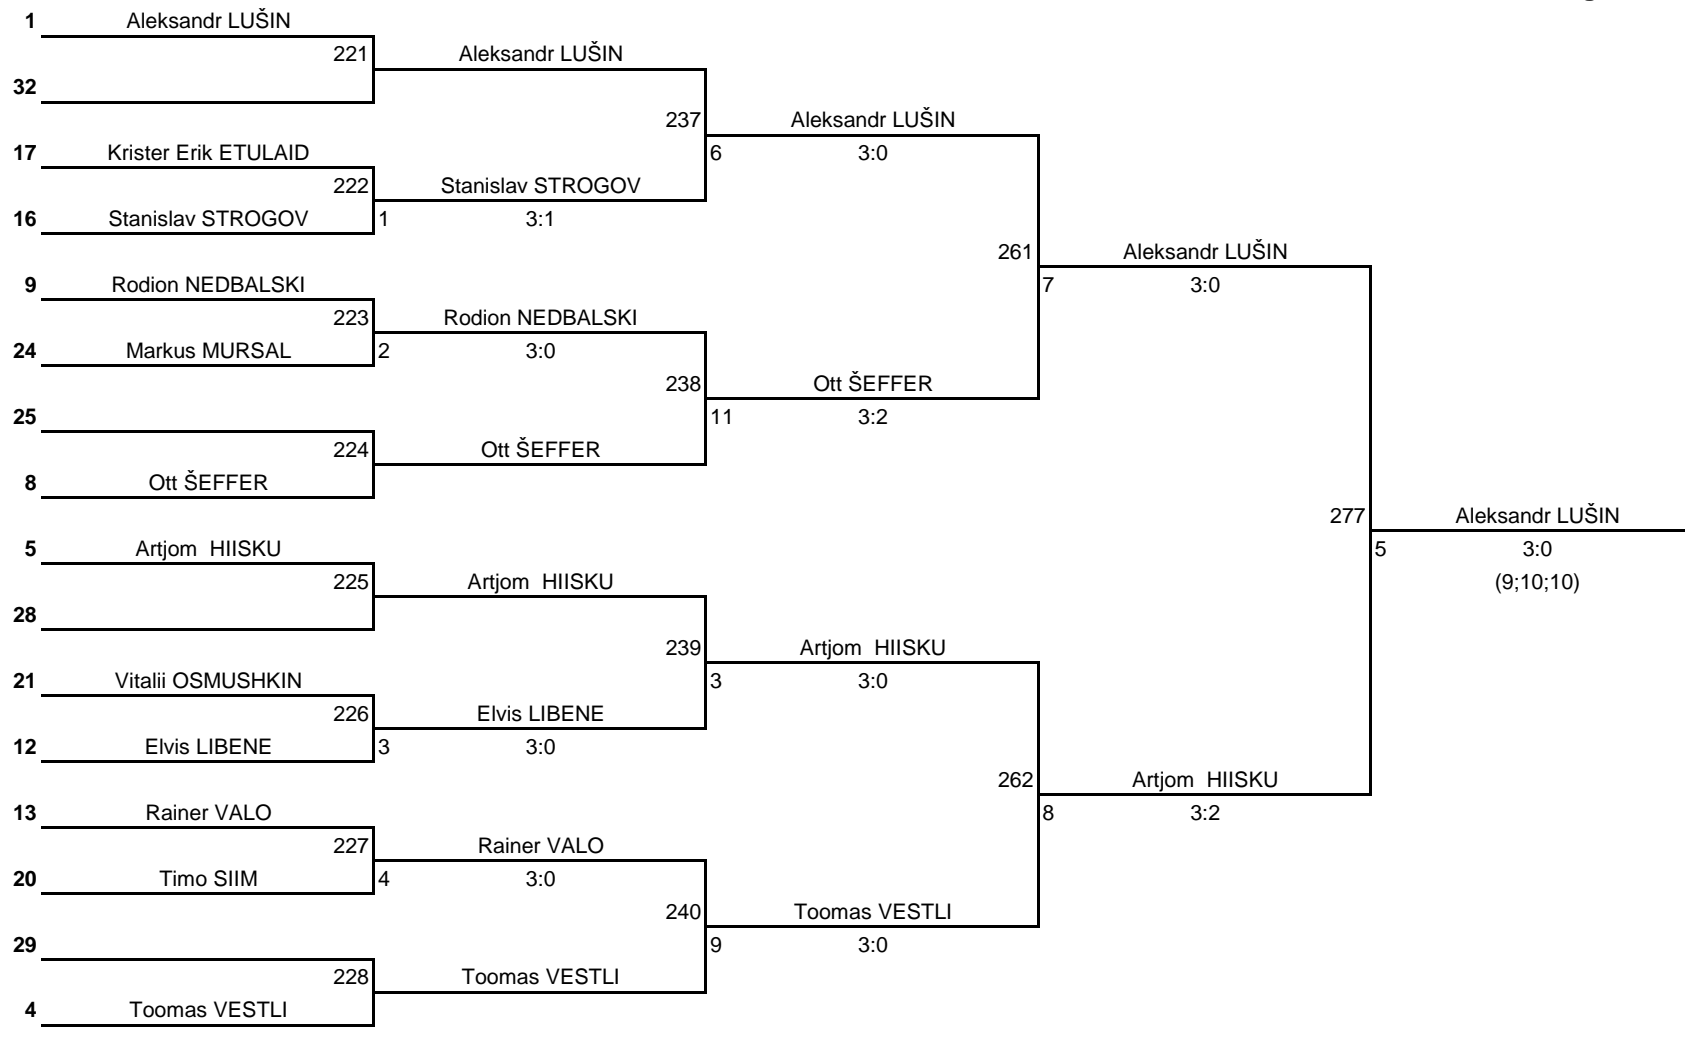 1 Aleksandr LUŠIN
221 Aleksandr LUŠIN
32
237 Aleksandr LUŠIN
17 Krister Erik ETULAID 6 3:0
222 Stanislav STROGOV
16 Stanislav STROGOV 1 3:1
261 Aleksandr LUŠIN
9 Rodion NEDBALSKI 7 3:0
223 Rodion NEDBALSKI
24 Markus MURSAL 2 3:0
238 Ott ŠEFFER
25 11 3:2
224 Ott ŠEFFER
8 Ott ŠEFFER
277 Aleksandr LUŠIN
5 Artjom  HIISKU 5 3:0
225 Artjom  HIISKU (9;10;10)
28
239 Artjom  HIISKU
21 Vitalii OSMUSHKIN 3 3:0
226 Elvis LIBENE
12 Elvis LIBENE 3 3:0
262 Artjom  HIISKU
13 Rainer VALO 8 3:2
227 Rainer VALO
20 Timo SIIM 4 3:0
240 Toomas VESTLI
29 9 3:0
228 Toomas VESTLI
4 Toomas VESTLI